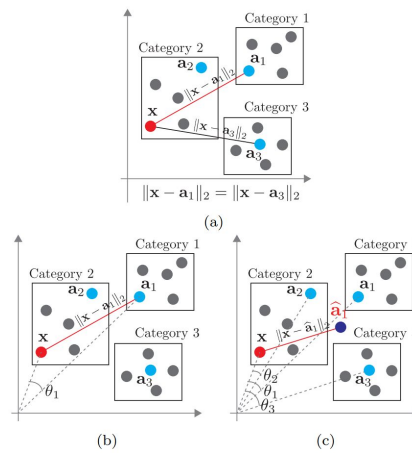 Category 1
Category 2
a₂
a₁
‖x − a₁‖₂
x
Category 3
‖x − a₃‖₂
a₃
‖x − a₁‖₂ = ‖x − a₃‖₂
(a)
Category 1
Category 2
a₂
a₁
‖x − a₁‖₂
x
Category 3
a₃
θ₁
(b)
Category
Category 2
a₂
a₁
â₁
‖x − â₁‖₂
x
Category
a₃
θ₂
θ₁
θ₃
(c)